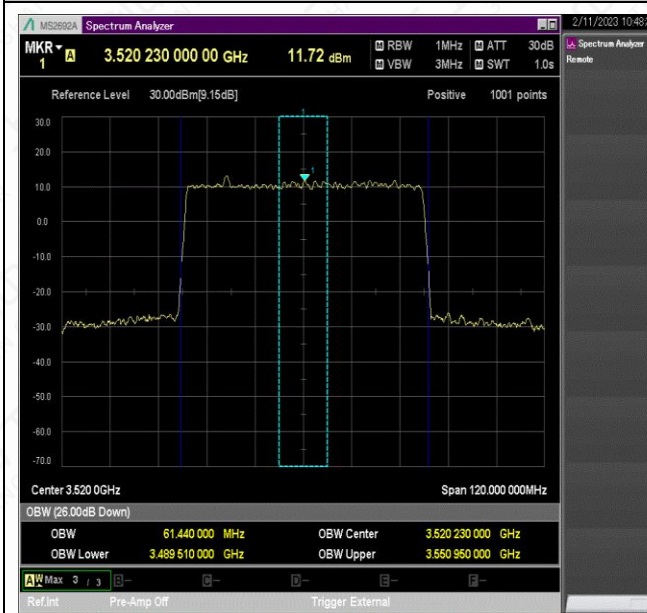 MS2692A Spectrum Analyzer
2/11/2023 10:48:
MKR 1 A 3.520 230 000 00 GHz 11.72 dBm M RBW 1MHz M ATT 30dB
M VBW 3MHz M SWT 1.0s
Spectrum Analyzer
Remote
Reference Level 30.00dBm[9.15dB] Positive 1001 points
1
30.0
20.0
1
10.0
0.0
-10.0
-20.0
-30.0
-40.0
-50.0
-60.0
-70.0
Center 3.520 0GHz Span 120.000 000MHz
OBW (26.00dB Down)
OBW 61.440 000 MHz OBW Center 3.520 230 000 GHz
OBW Lower 3.489 510 000 GHz OBW Upper 3.550 950 000 GHz
A W Max 3 / 3 B- C- D- E- F-
Ref.Int Pre-Amp Off Trigger External